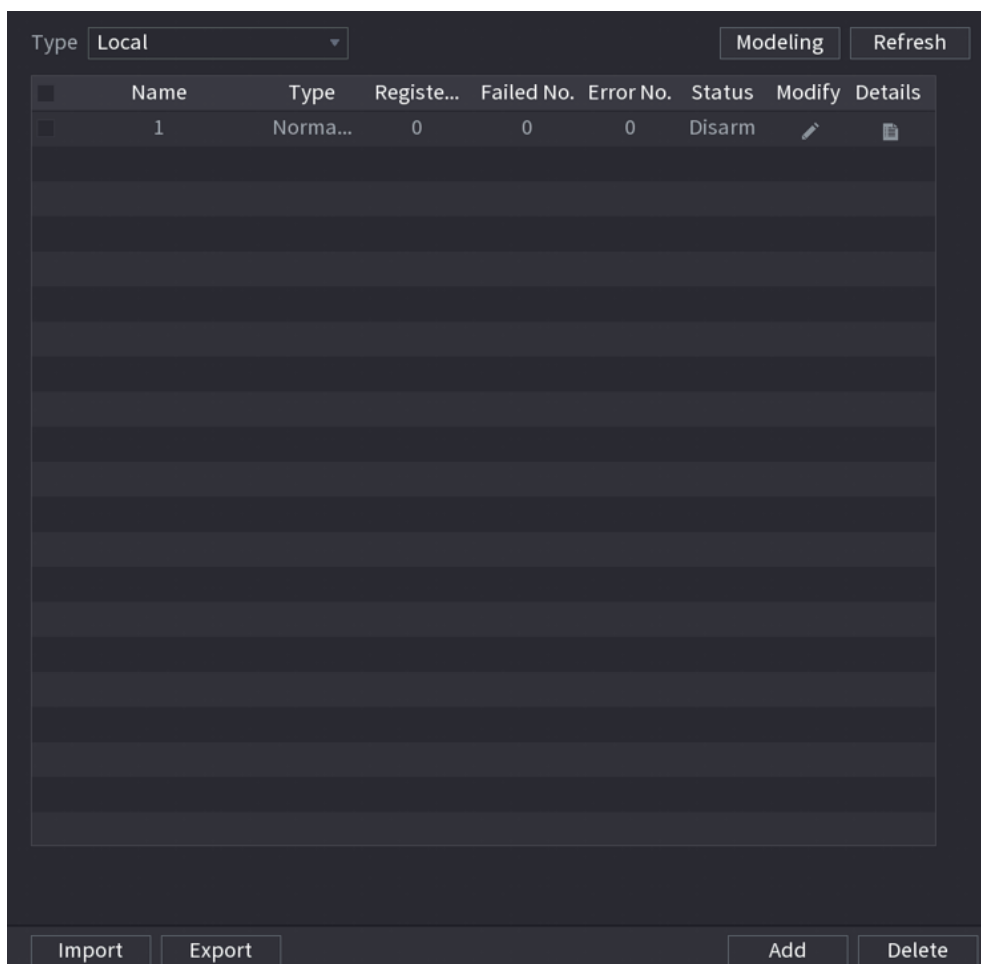 Type Local Modeling Refresh
Name Type Registe... Failed No. Error No. Status Modify Details
1 Norma... 0 0 0 Disarm
Import Export Add Delete